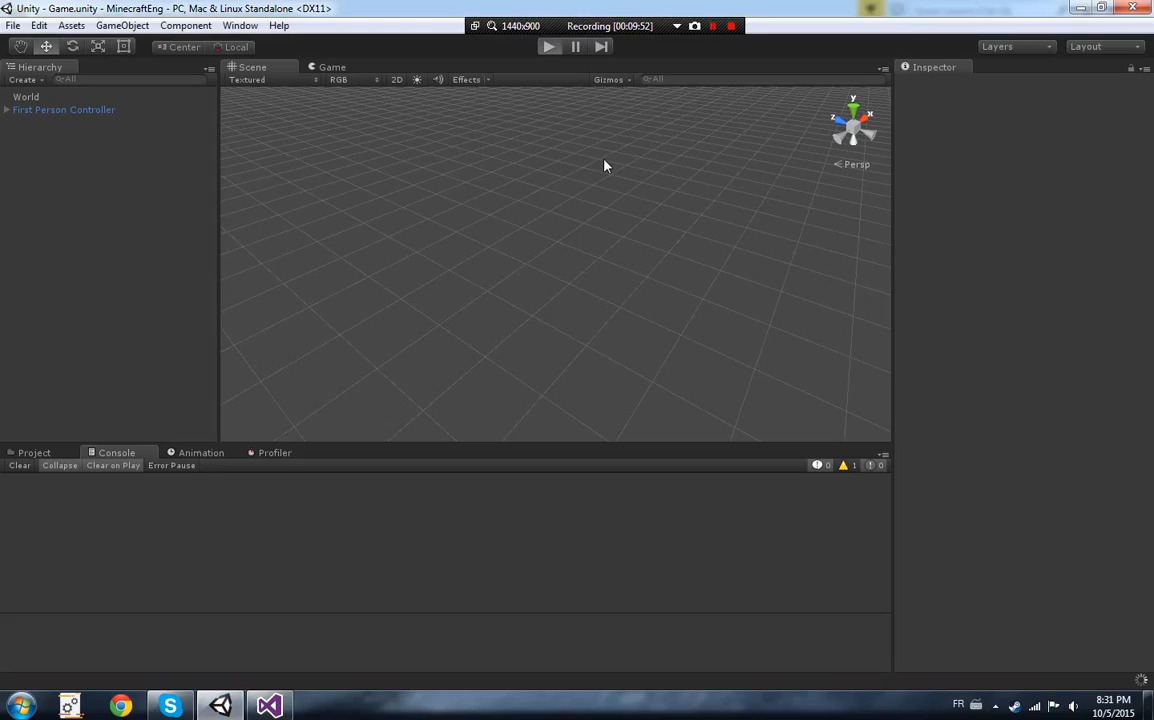 Unity - Game.unity - MinecraftEng - PC, Mac & Linux Standalone <DX11>
File Edit Assets GameObject Component Window Help
1440x900 Recording [00:09:52]
Center Local Layers Layout
Hierarchy Scene Game Inspector
Create All Textured RGB 2D Effects Gizmos All
World
First Person Controller
y
z x
Persp
Project Console Animation Profiler
Clear Collapse Clear on Play Error Pause 0 1 0
FR 8:31 PM
10/5/2015